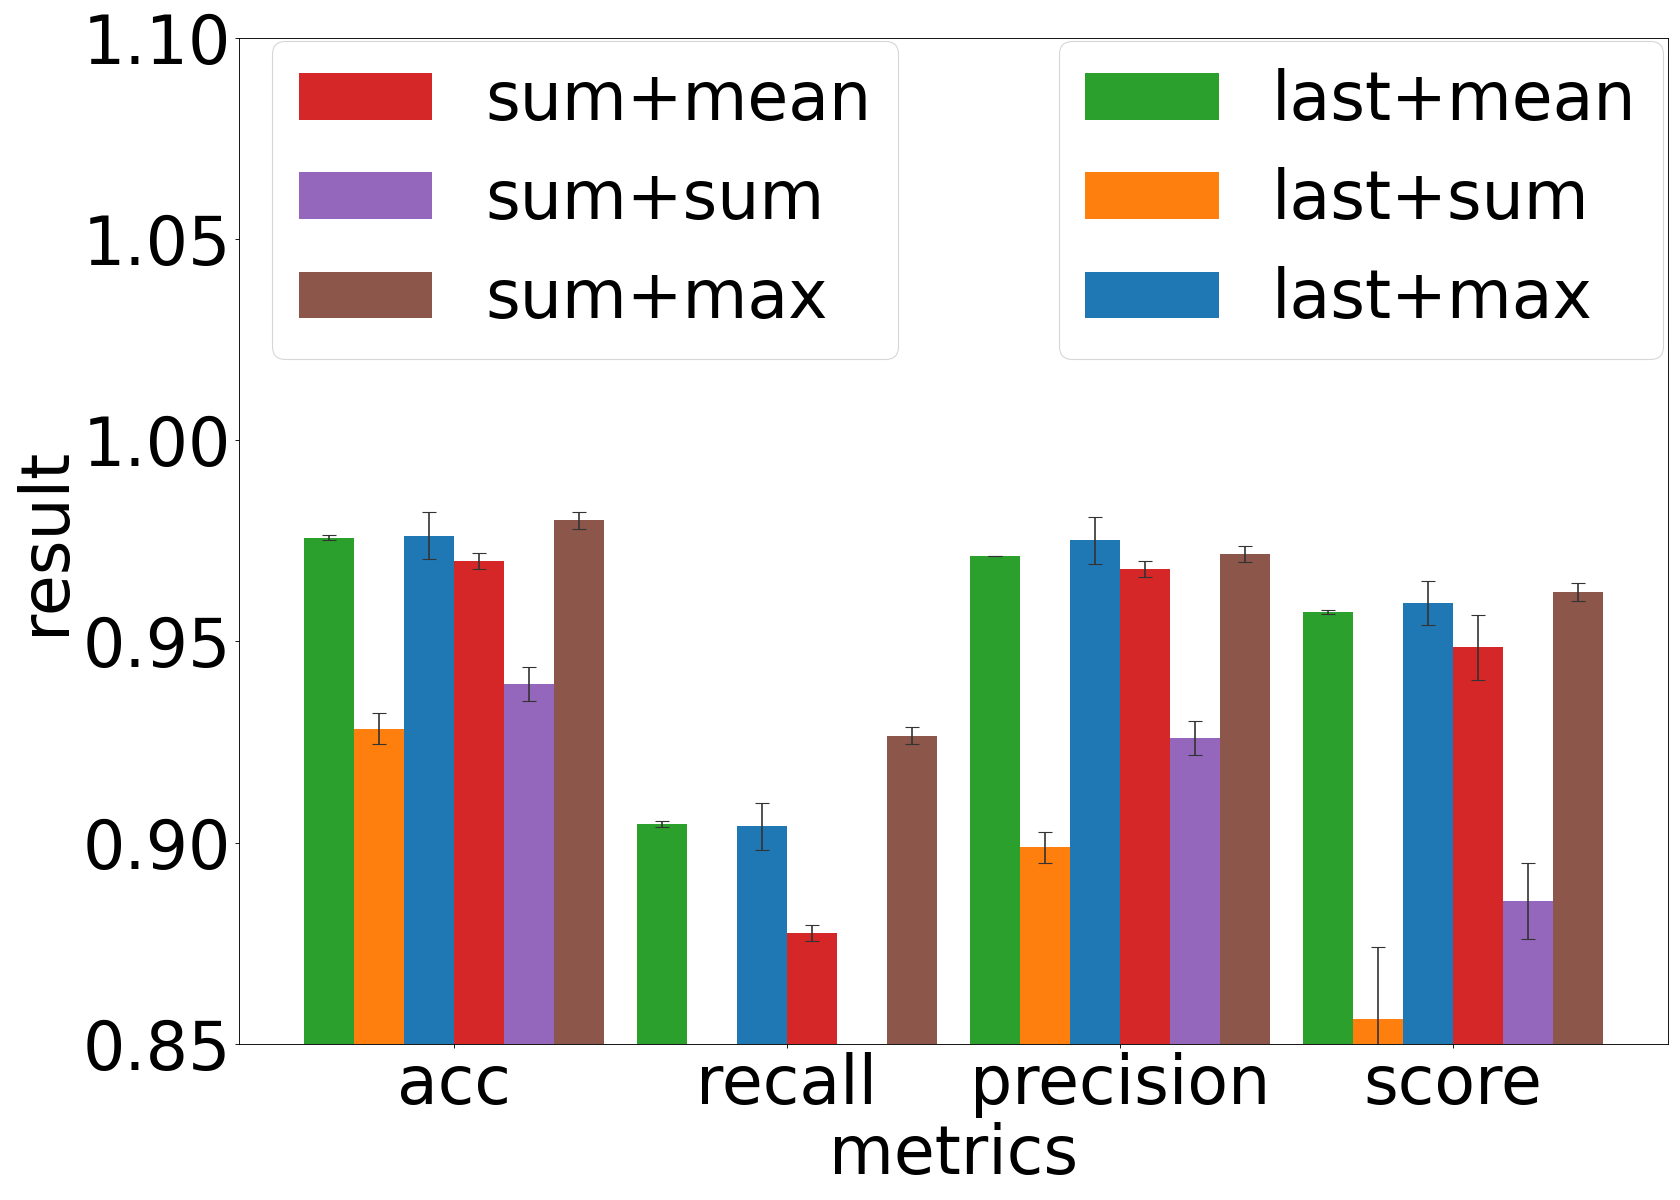 result
1.10
1.05
1.00
0.95
0.90
0.85
sum+mean
sum+sum
sum+max
last+mean
last+sum
last+max
acc
recall
precision
score
metrics